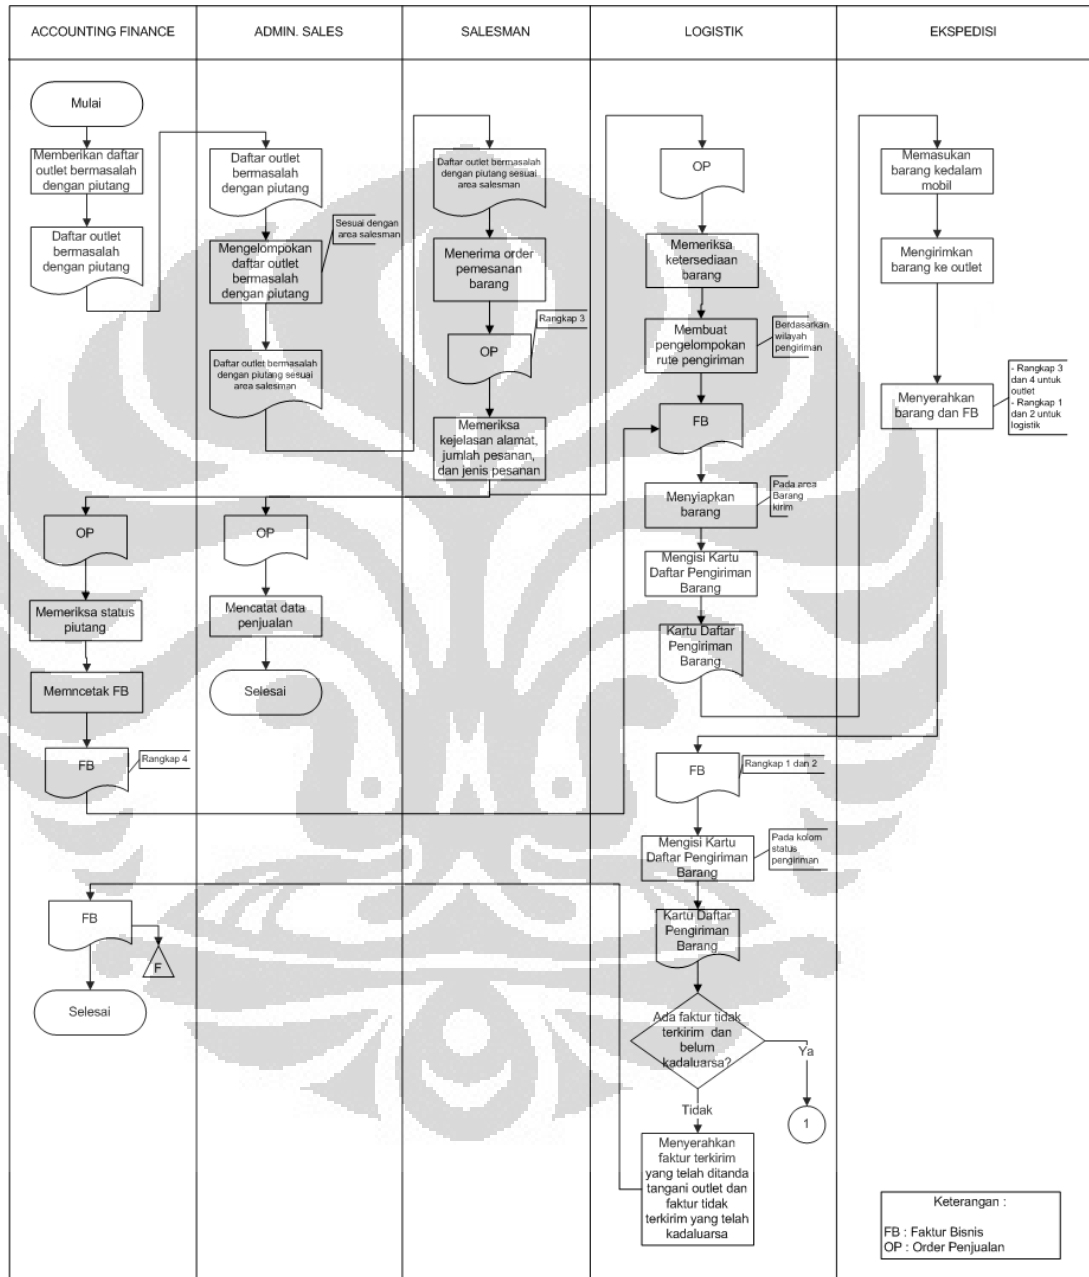 ACCOUNTING FINANCE
ADMIN. SALES
SALESMAN
LOGISTIK
EKSPEDISI
Mulai
Memberikan daftar
outlet bermasalah
dengan piutang
Daftar outlet
bermasalah
dengan piutang
Daftar outlet
bermasalah
dengan piutang
Sesuai dengan
area salesman
Mengelompokan
daftar outlet
bermasalah
dengan piutang
Daftar outlet bermasalah
dengan piutang sesuai
area salesman
Daftar outlet bermasalah
dengan piutang sesuai
area salesman
Menerima order
pemesanan
barang
Rangkap 3
OP
Memeriksa
kejelasan alamat,
jumlah pesanan,
dan jenis pesanan
OP
Memeriksa
ketersediaan
barang
Membuat
pengelompokan
rute pengiriman
Berdasarkan
wilayah
pengiriman
FB
Menyiapkan
barang
Pada area
Barang
kirim
Mengisi Kartu
Daftar Pengiriman
Barang
Kartu Daftar
Pengiriman
Barang
Memasukan
barang kedalam
mobil
Mengirimkan
barang ke outlet
Menyerahkan
barang dan FB
- Rangkap 3
dan 4 untuk
outlet
- Rangkap 1
dan 2 untuk
logistik
OP
Memeriksa status
piutang
Memncetak FB
FB
Rangkap 4
OP
Mencatat data
penjualan
Selesai
FB
Rangkap 1 dan 2
Mengisi Kartu
Daftar Pengiriman
Barang
Pada kolom
status
pengiriman
Kartu Daftar
Pengiriman
Barang
Ada faktur tidak
terkirim dan
belum
kadaluarsa?
Ya
1
Tidak
Menyerahkan
faktur terkirim
yang telah ditanda
tangani outlet dan
faktur tidak
terkirim yang telah
kadaluarsa
FB
F
Selesai
Keterangan :
FB : Faktur Bisnis
OP : Order Penjualan